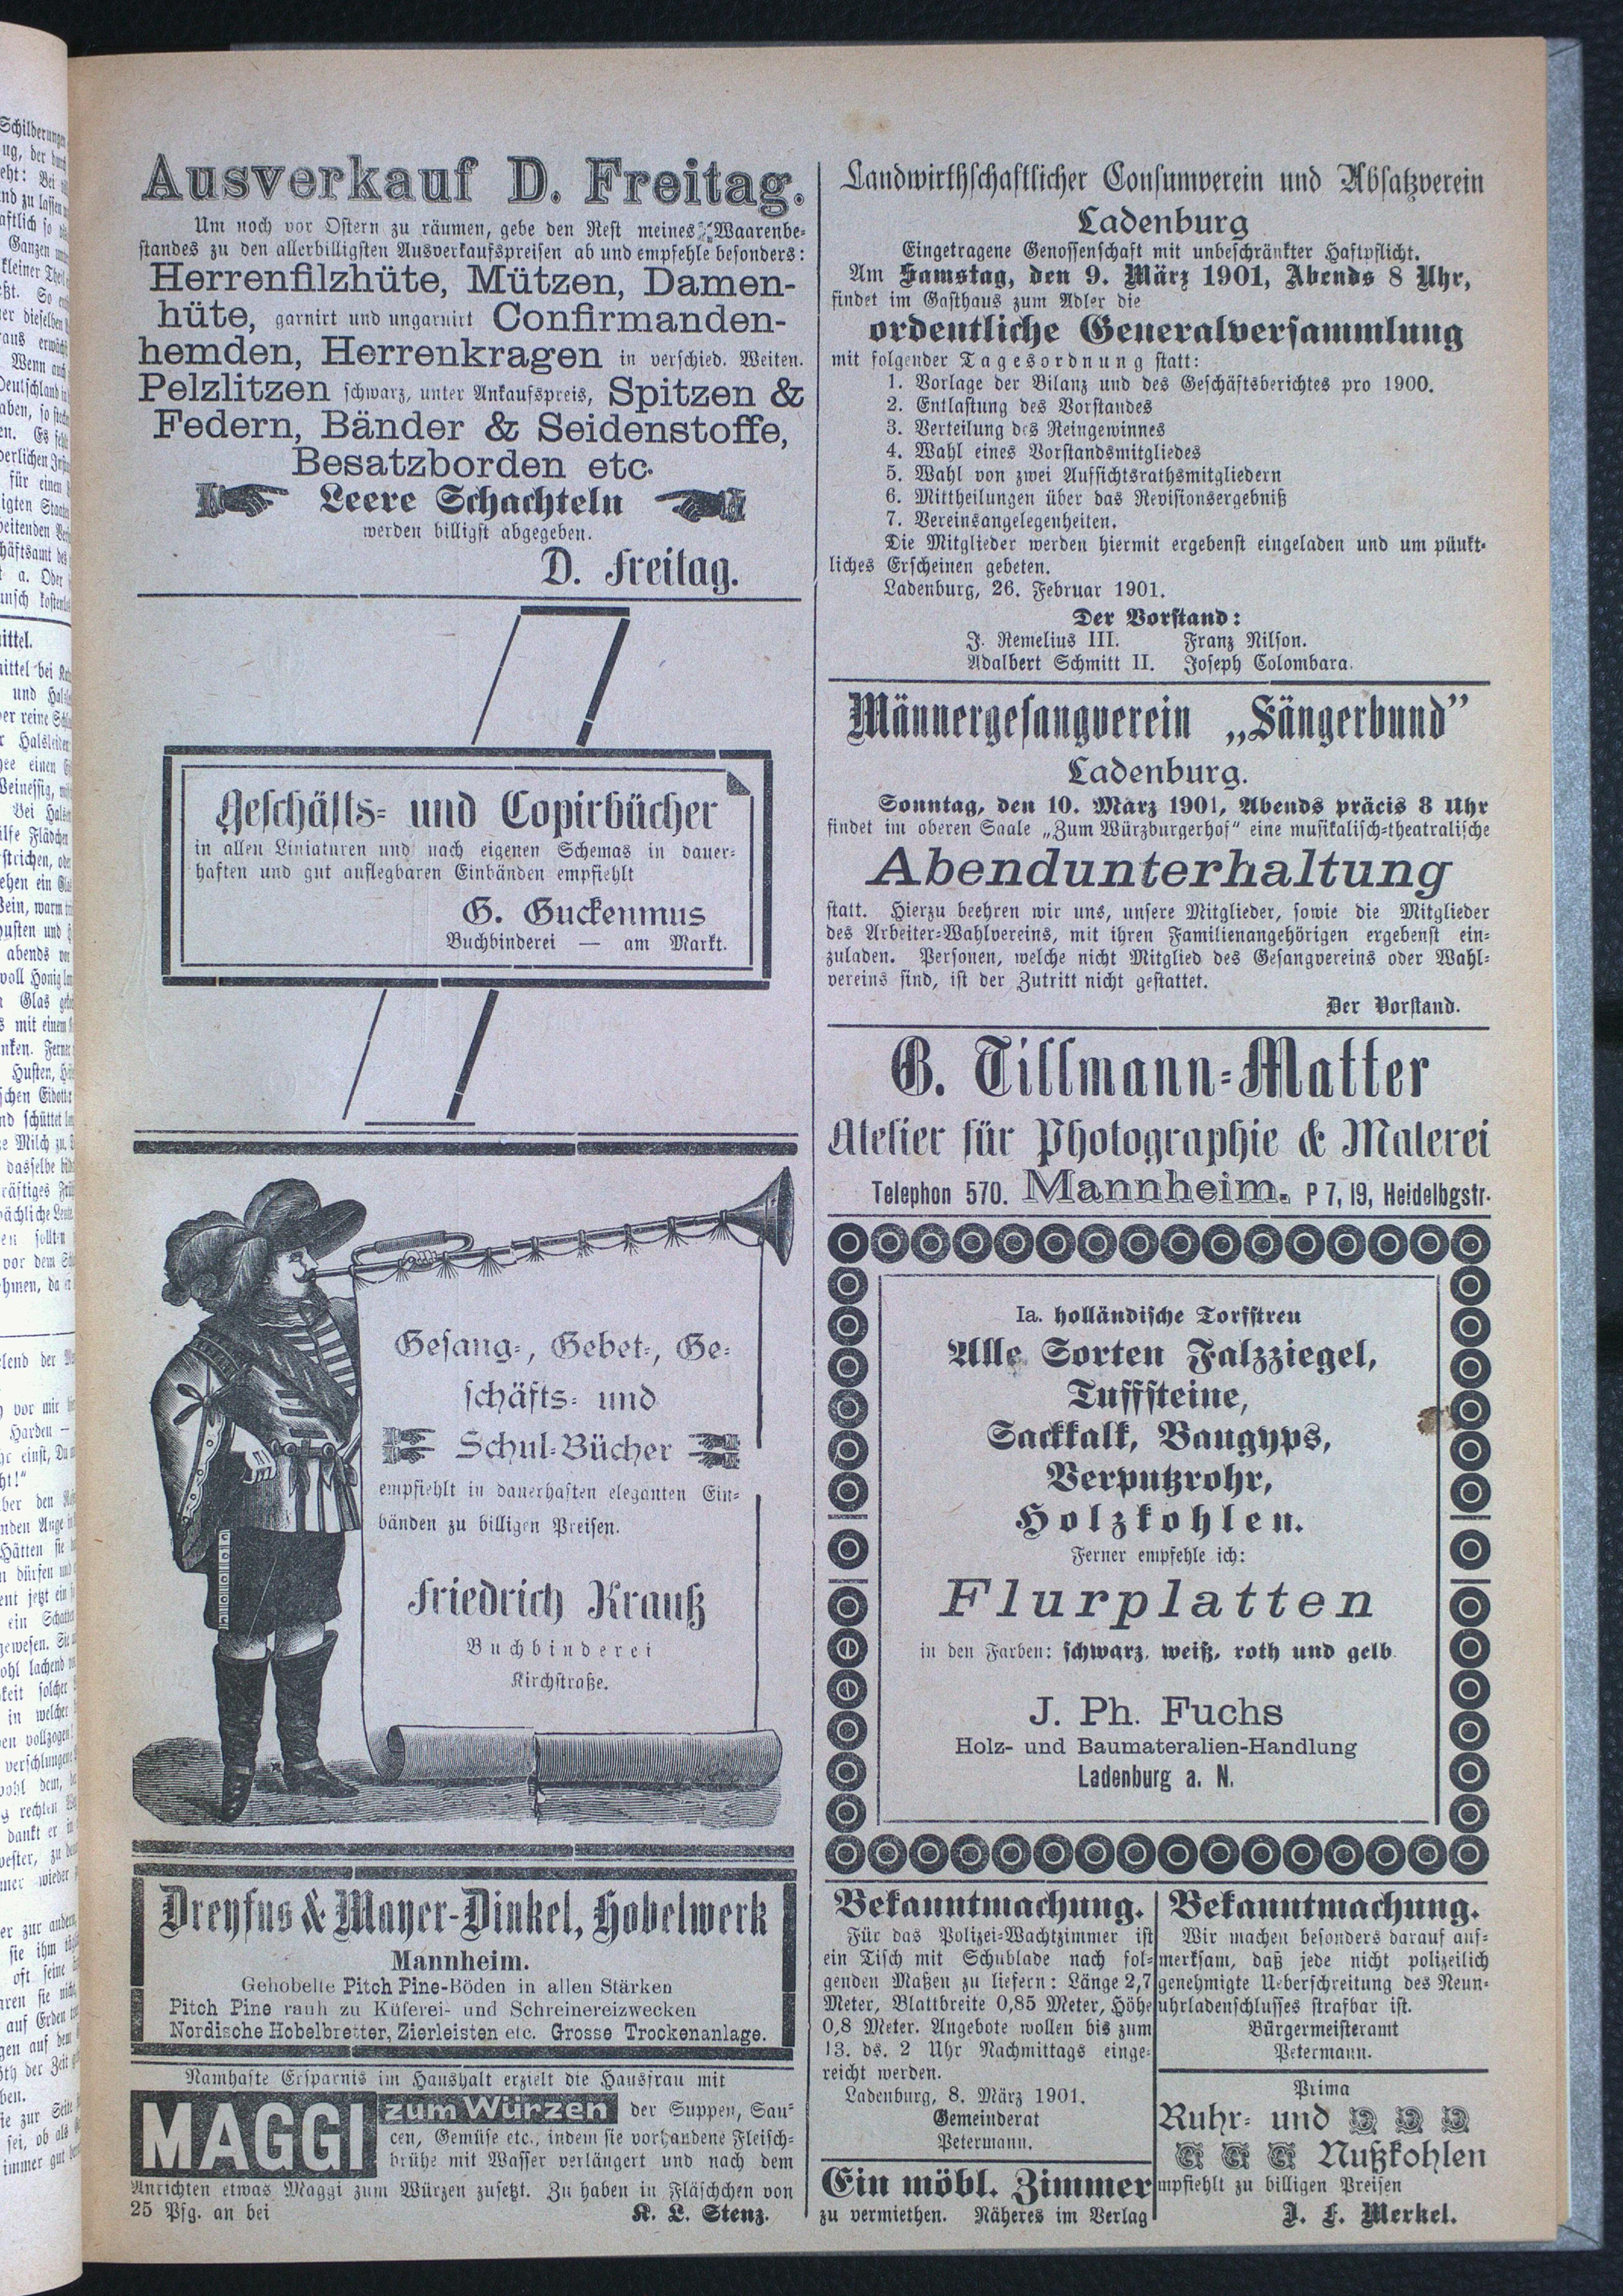 Ausverkauf D. Freitag.
Um noch vor Ostern zu räumen, gebe den Rest meines Waarenbe-
standes zu den allerbilligsten Ausverkaufspreisen ab und empfehle besonders:
Herrenfilzhüte, Mützen, Damen-
hüte, garnirt und ungarnirt Confirmanden-
hemden, Herrenkragen in verschied. Weiten.
Pelzlitzen schwarz, unter Ankaufspreis, Spitzen &
Federn, Bänder & Seidenstoffe,
Besatzborden etc.
Leere Schachteln
werden billigst abgegeben.
D. Freitag.
Geschäfts- und Copirbücher
in allen Liniaturen und nach eigenen Schemas in dauer-
haften und gut auflegbaren Einbänden empfiehlt
G. Guckenmus
Buchbinderei — am Markt.
Gesang-, Gebet-, Ge-
schäfts- und
Schul-Bücher
empfiehlt in dauerhaften eleganten Ein-
bänden zu billigen Preisen.
Friedrich Krauß
Buchbinderei
Kirchstraße.
Dreyfus & Mayer-Dinkel, Hobelwerk
Mannheim.
Gehobelte Pitch Pine-Böden in allen Stärken
Pitch Pine rauh zu Küferei- und Schreinereizwecken
Nordische Hobelbretter, Zierleisten etc. Grosse Trockenanlage.
Namhafte Ersparnis im Haushalt erzielt die Hausfrau mit
MAGGI zum Würzen der Suppen, Sau-
cen, Gemüse etc., indem sie vorhandene Fleisch-
brühe mit Wasser verlängert und nach dem
Anrichten etwas Maggi zum Würzen zusetzt. Zu haben in Fläschchen von
25 Pfg. an bei K. L. Stenz.
Landwirthschaftlicher Consumverein und Absatzverein
Ladenburg
Eingetragene Genossenschaft mit unbeschränkter Haftpflicht.
Am Samstag, den 9. März 1901, Abends 8 Uhr,
findet im Gasthaus zum Adler die
ordentliche Generalversammlung
mit folgender Tagesordnung statt:
1. Vorlage der Bilanz und des Geschäftsberichtes pro 1900.
2. Entlastung des Vorstandes
3. Verteilung des Reingewinnes
4. Wahl eines Vorstandsmitgliedes
5. Wahl von zwei Aufsichtsrathsmitgliedern
6. Mittheilungen über das Revisionsergebniß
7. Vereinsangelegenheiten.
Die Mitglieder werden hiermit ergebenst eingeladen und um pünkt-
liches Erscheinen gebeten.
Ladenburg, 26. Februar 1901.
Der Vorstand:
J. Remelius III. Franz Nilson.
Adalbert Schmitt II. Joseph Colombara.
Männergesangverein „Sängerbund”
Ladenburg.
Sonntag, den 10. März 1901, Abends präcis 8 Uhr
findet im oberen Saale „Zum Würzburgerhof“ eine musikalisch-theatralische
Abendunterhaltung
statt. Hierzu beehren wir uns, unsere Mitglieder, sowie die Mitglieder
des Arbeiter-Wahlvereins, mit ihren Familienangehörigen ergebenst ein-
zuladen. Personen, welche nicht Mitglied des Gesangvereins oder Wahl-
vereins sind, ist der Zutritt nicht gestattet.
Der Vorstand.
G. Tillmann-Matter
Atelier für Photographie & Malerei
Telephon 570. Mannheim. P 7, 19, Heidelbgstr.
Ia. holländische Torfstreu
Alle Sorten Falzziegel,
Tuffsteine,
Sackkalk, Baugyps,
Verputzrohr,
Holzkohlen.
Ferner empfehle ich:
Flurplatten
in den Farben: schwarz, weiß, roth und gelb.
J. Ph. Fuchs
Holz- und Baumateralien-Handlung
Ladenburg a. N.
Bekanntmachung.
Für das Polizei-Wachtzimmer ist
ein Tisch mit Schublade nach fol-
genden Maßen zu liefern: Länge 2,7
Meter, Blattbreite 0,85 Meter, Höhe
0,8 Meter. Angebote wollen bis zum
13. ds. 2 Uhr Nachmittags einge-
reicht werden.
Ladenburg, 8. März 1901.
Gemeinderat
Petermann.
Ein möbl. Zimmer
zu vermiethen. Näheres im Verlag
Bekanntmachung.
Wir machen besonders darauf auf-
merksam, daß jede nicht polizeilich
genehmigte Ueberschreitung des Neun-
uhrladenschlusses strafbar ist.
Bürgermeisteramt
Petermann.
Prima
Ruhr- und
Nußkohlen
mpfiehlt zu billigen Preisen
J. F. Merkel.